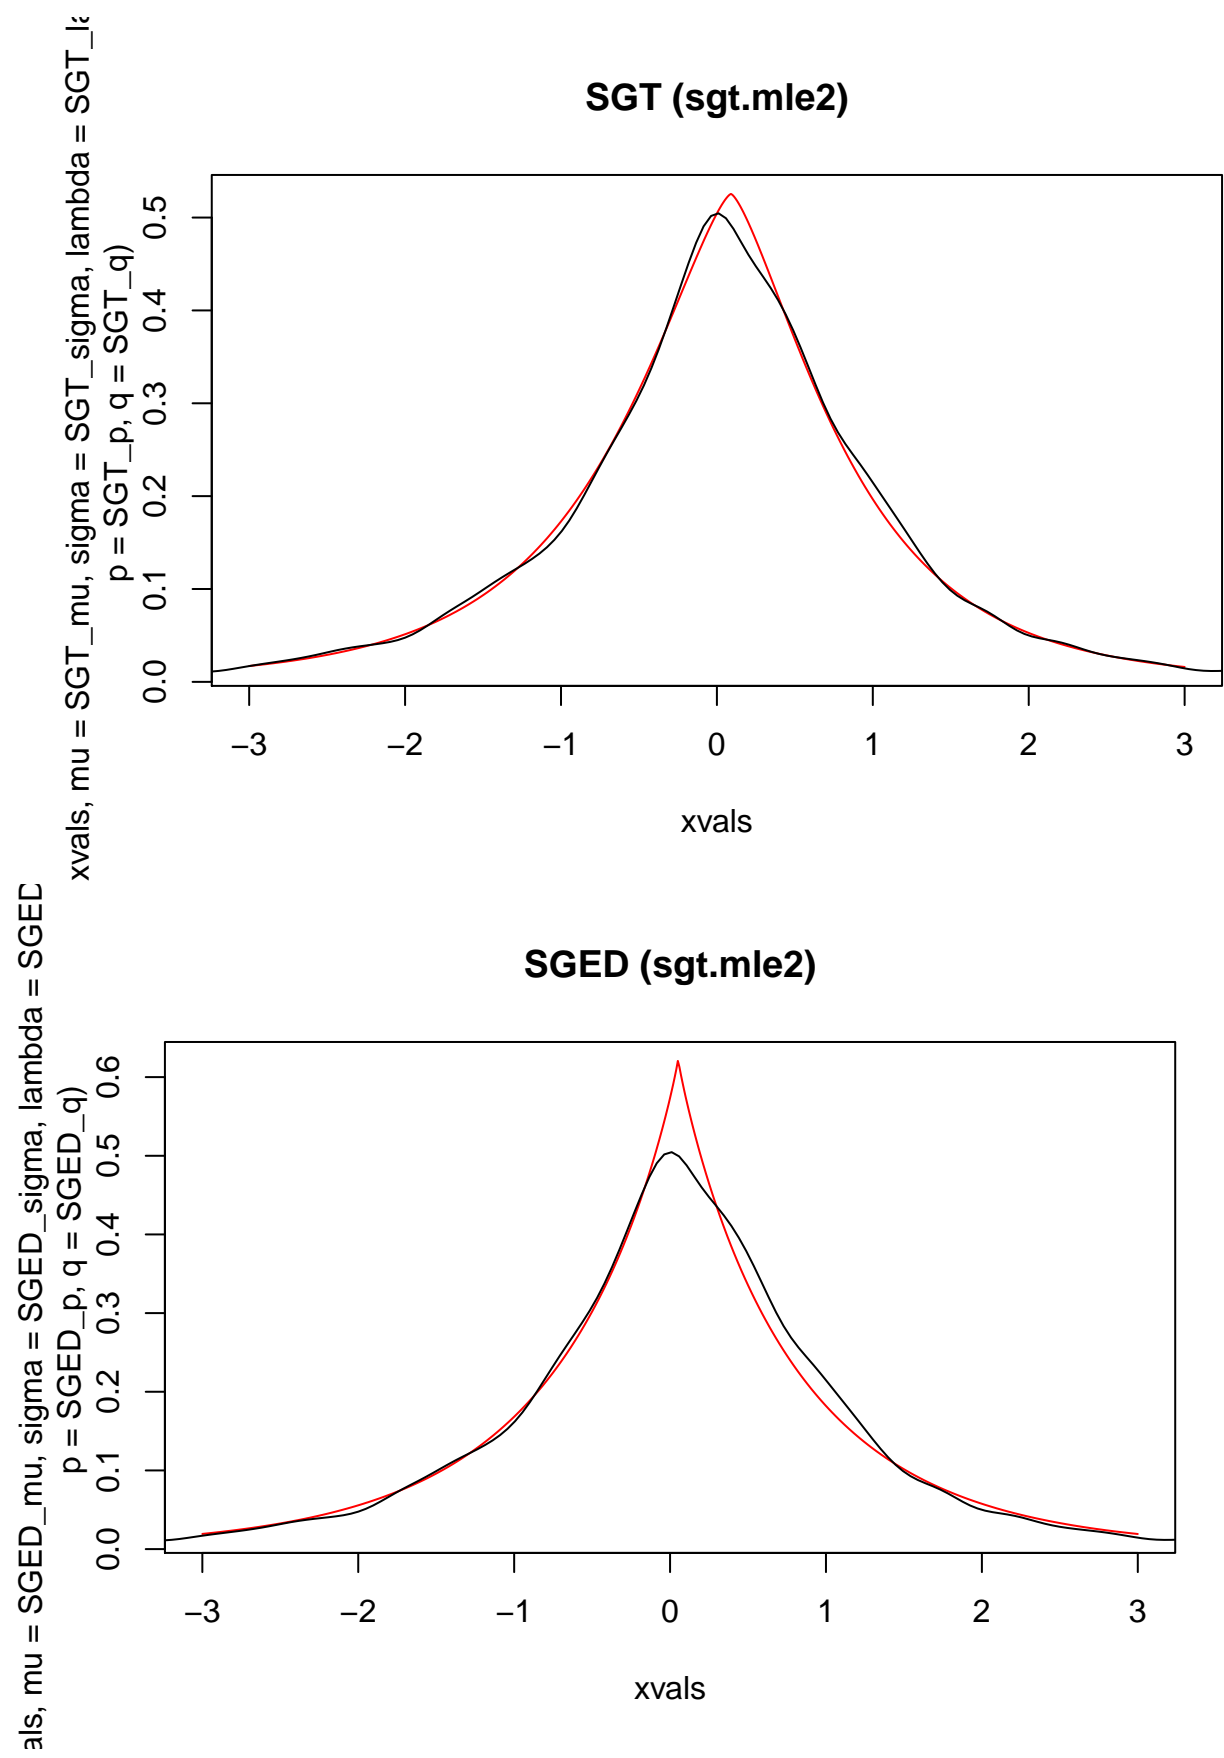 SGT (sgt.mle2)
xvals, mu = SGT_mu, sigma = SGT_sigma, lambda = SGT_la
p = SGT_p, q = SGT_q)
0.5
0.4
0.3
0.2
0.1
0.0
−3 −2 −1 0 1 2 3
xvals
SGED (sgt.mle2)
als, mu = SGED_mu, sigma = SGED_sigma, lambda = SGED
p = SGED_p, q = SGED_q)
0.6
0.5
0.4
0.3
0.2
0.1
0.0
−3 −2 −1 0 1 2 3
xvals